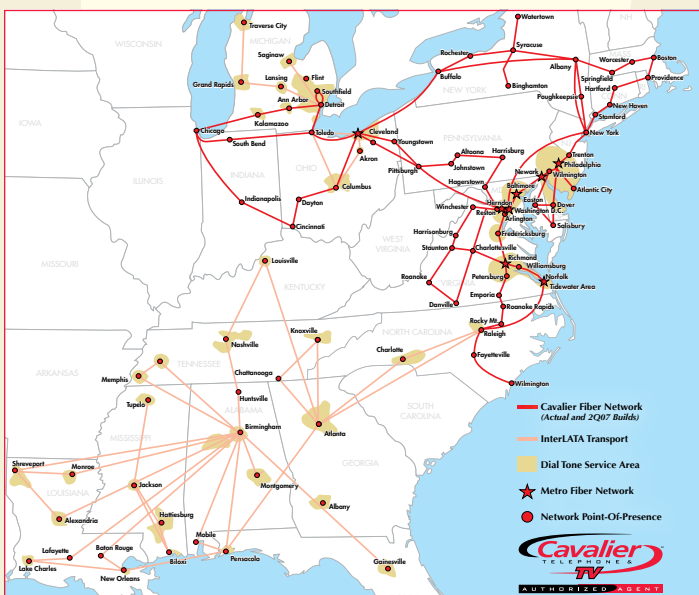 Watertown
NH
Traverse City
WISCONSIN
MICHIGAN
Syracuse
Rochester
MASS
Saginaw
Albany
Worcester
Boston
Buffalo
Springfield
Providence
Grand Rapids
Lansing
Flint
Binghamton
Hartford
Southfield
NEW YORK
Poughkeepsie
Ann Arbor
Detroit
New Haven
Kalamazoo
Stamford
IOWA
Chicago
Toledo
Cleveland
New York
South Bend
Youngstown
PENNSYLVANIA
Altoona
Harrisburg
Trenton
Akron
Philadelphia
OHIO
Pittsburg
Johnstown
Newark
Wilmington
INDIANA
Columbus
Hagerstown
Baltimore
Atlantic City
ILLINOIS
Indianapolis
Dayton
Winchester
Herndon
Easton
Dover
Reston
Washington D.C.
Arlington
Salisbury
Cincinnati
Harrisonburg
Fredericksburg
WEST
VIRGINIA
Staunton
Charlottesville
MISSOURI
Louisville
Richmond
Williamsburg
Roanoke
VIRGINIA
Petersburg
Norfolk
Tidewater Area
KENTUCKY
Danville
Emporia
Roanoke Rapids
Knoxville
NORTH CAROLINA
Rocky Mt.
Raleigh
Nashville
Charlotte
ARKANSAS
TENNESSEE
Fayetteville
Chattanooga
Memphis
Wilmington
Huntsville
Tupelo
ALABAMA
SOUTH
CAROLINA
Cavalier Fiber Network
(Actual and 2Q07 Builds)
Birmingham
Atlanta
MISSISSIPPI
InterLATA Transport
GEORGIA
Shreveport
Monroe
Dial Tone Service Area
Jackson
Montgomery
LOUISIANA
Metro Fiber Network
Albany
Alexandria
Hattiesburg
Network Point-Of-Presence
Mobile
Lafayette
Baton Rouge
Cavalier
TELEPHONE &
TV
Lake Charles
Biloxi
Pensacola
Gainesville
New Orleans
AUTHORIZED AGENT